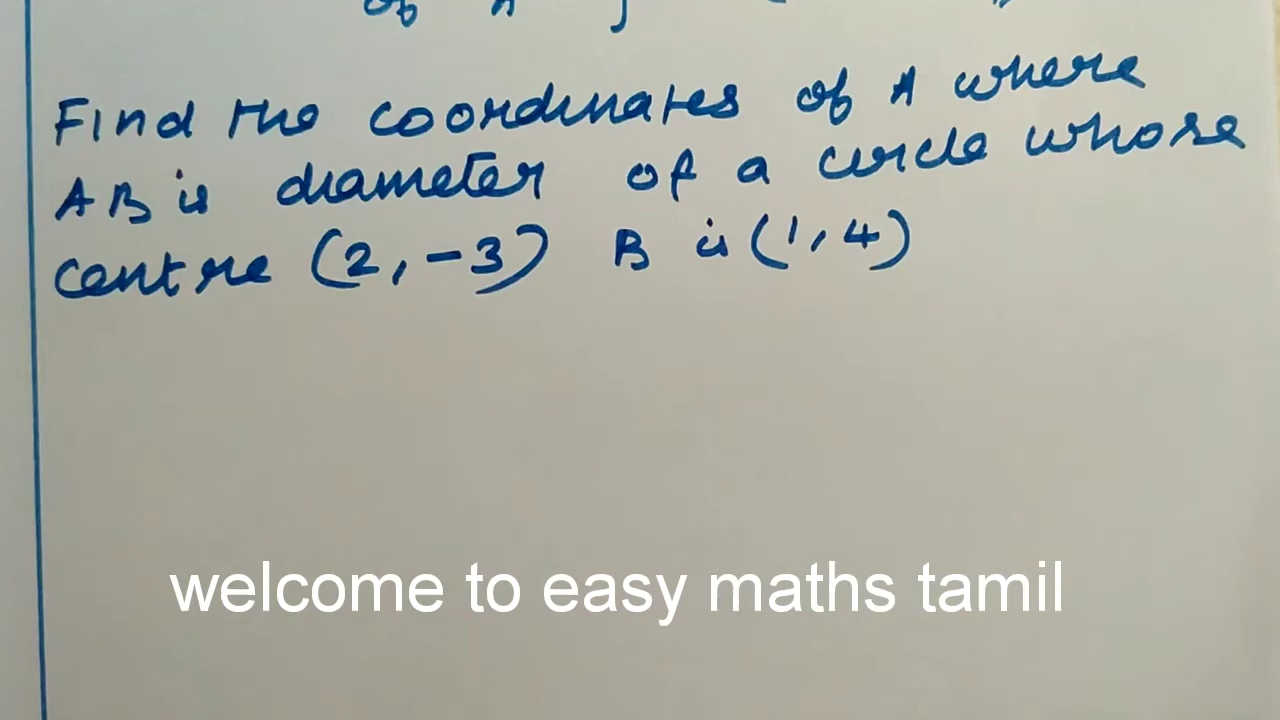 of A
Find the coordinates of A where
AB is diameter of a circle whose
centre (2, -3) B is (1, 4)
welcome to easy maths tamil